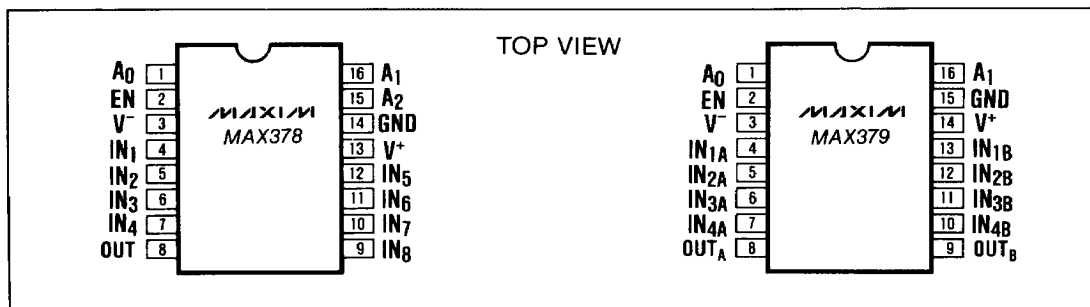 TOP VIEW
A0 1 16 A1
EN 2 15 A2
V− 3 14 GND
IN1 4 13 V+
IN2 5 12 IN5
IN3 6 11 IN6
IN4 7 10 IN7
OUT 8 9 IN8
MAXIM
MAX378
A0 1 16 A1
EN 2 15 GND
V− 3 14 V+
IN1A 4 13 IN1B
IN2A 5 12 IN2B
IN3A 6 11 IN3B
IN4A 7 10 IN4B
OUTA 8 9 OUTB
MAXIM
MAX379